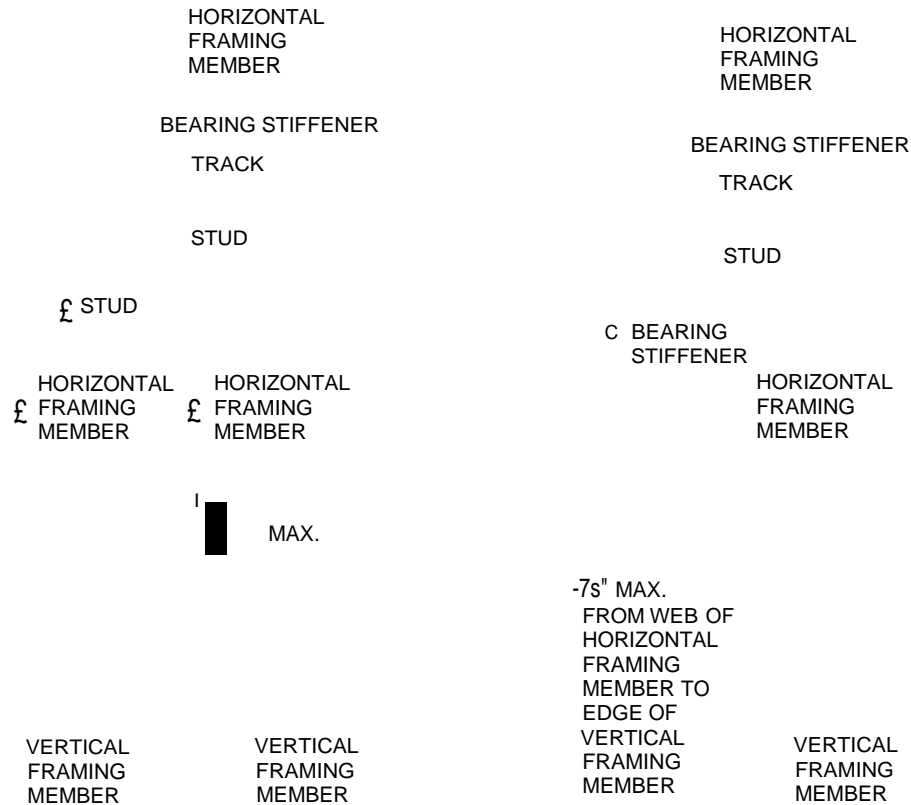 HORIZONTAL
FRAMING
MEMBER
BEARING STIFFENER
TRACK
STUD
£ STUD
HORIZONTAL
£ FRAMING
MEMBER
HORIZONTAL
£ FRAMING
MEMBER
I
MAX.
VERTICAL
FRAMING
MEMBER
VERTICAL
FRAMING
MEMBER
HORIZONTAL
FRAMING
MEMBER
BEARING STIFFENER
TRACK
STUD
C BEARING
STIFFENER
HORIZONTAL
FRAMING
MEMBER
-7s" MAX.
FROM WEB OF
HORIZONTAL
FRAMING
MEMBER TO
EDGE OF
VERTICAL
FRAMING
MEMBER
VERTICAL
FRAMING
MEMBER